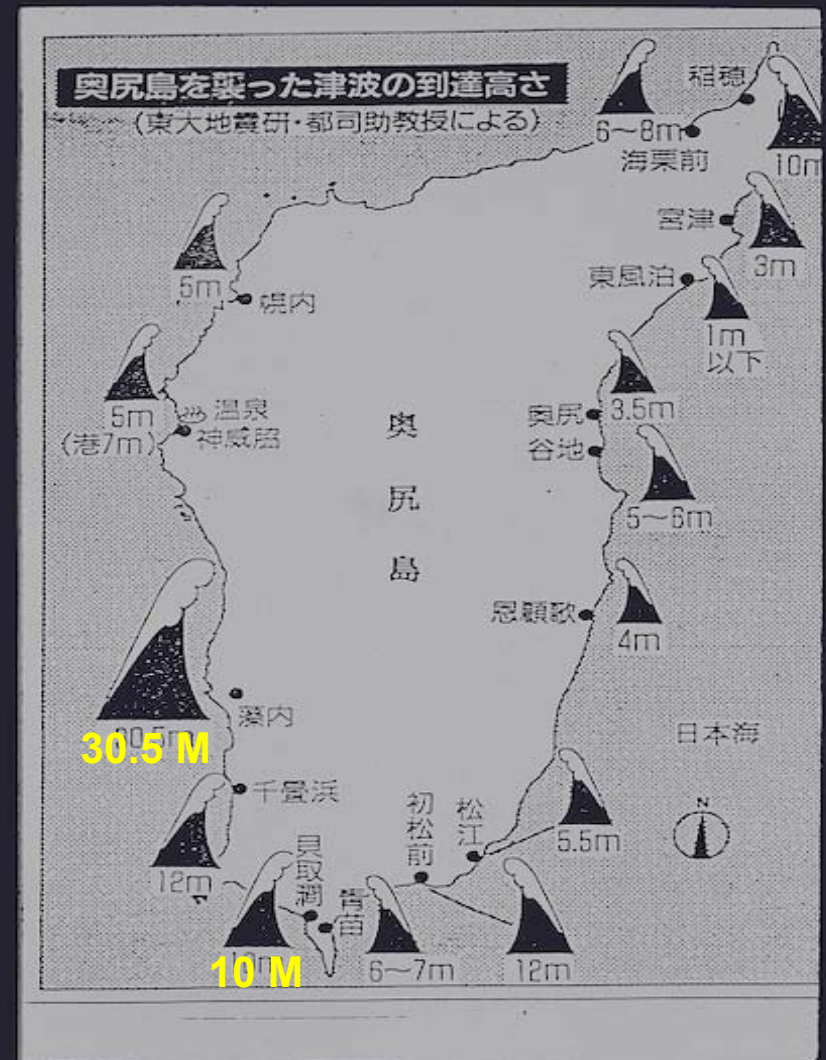 奥尻島を襲った津波の到達高さ
(東大地震研・都司助教授による)
稲穂
10m
6〜8m
海栗前
宮津
3m
東風泊
1m
以下
5m
幌内
5m
(港7m)
温泉
神威脇
奥尻
3.5m
谷地
5〜6m
奥尻島
恩顧歌
4m
藻内
30.5 M
日本海
N
千畳浜
12m
初松前
松江
5.5m
貝取澗
青苗
10 M
6〜7m
12m